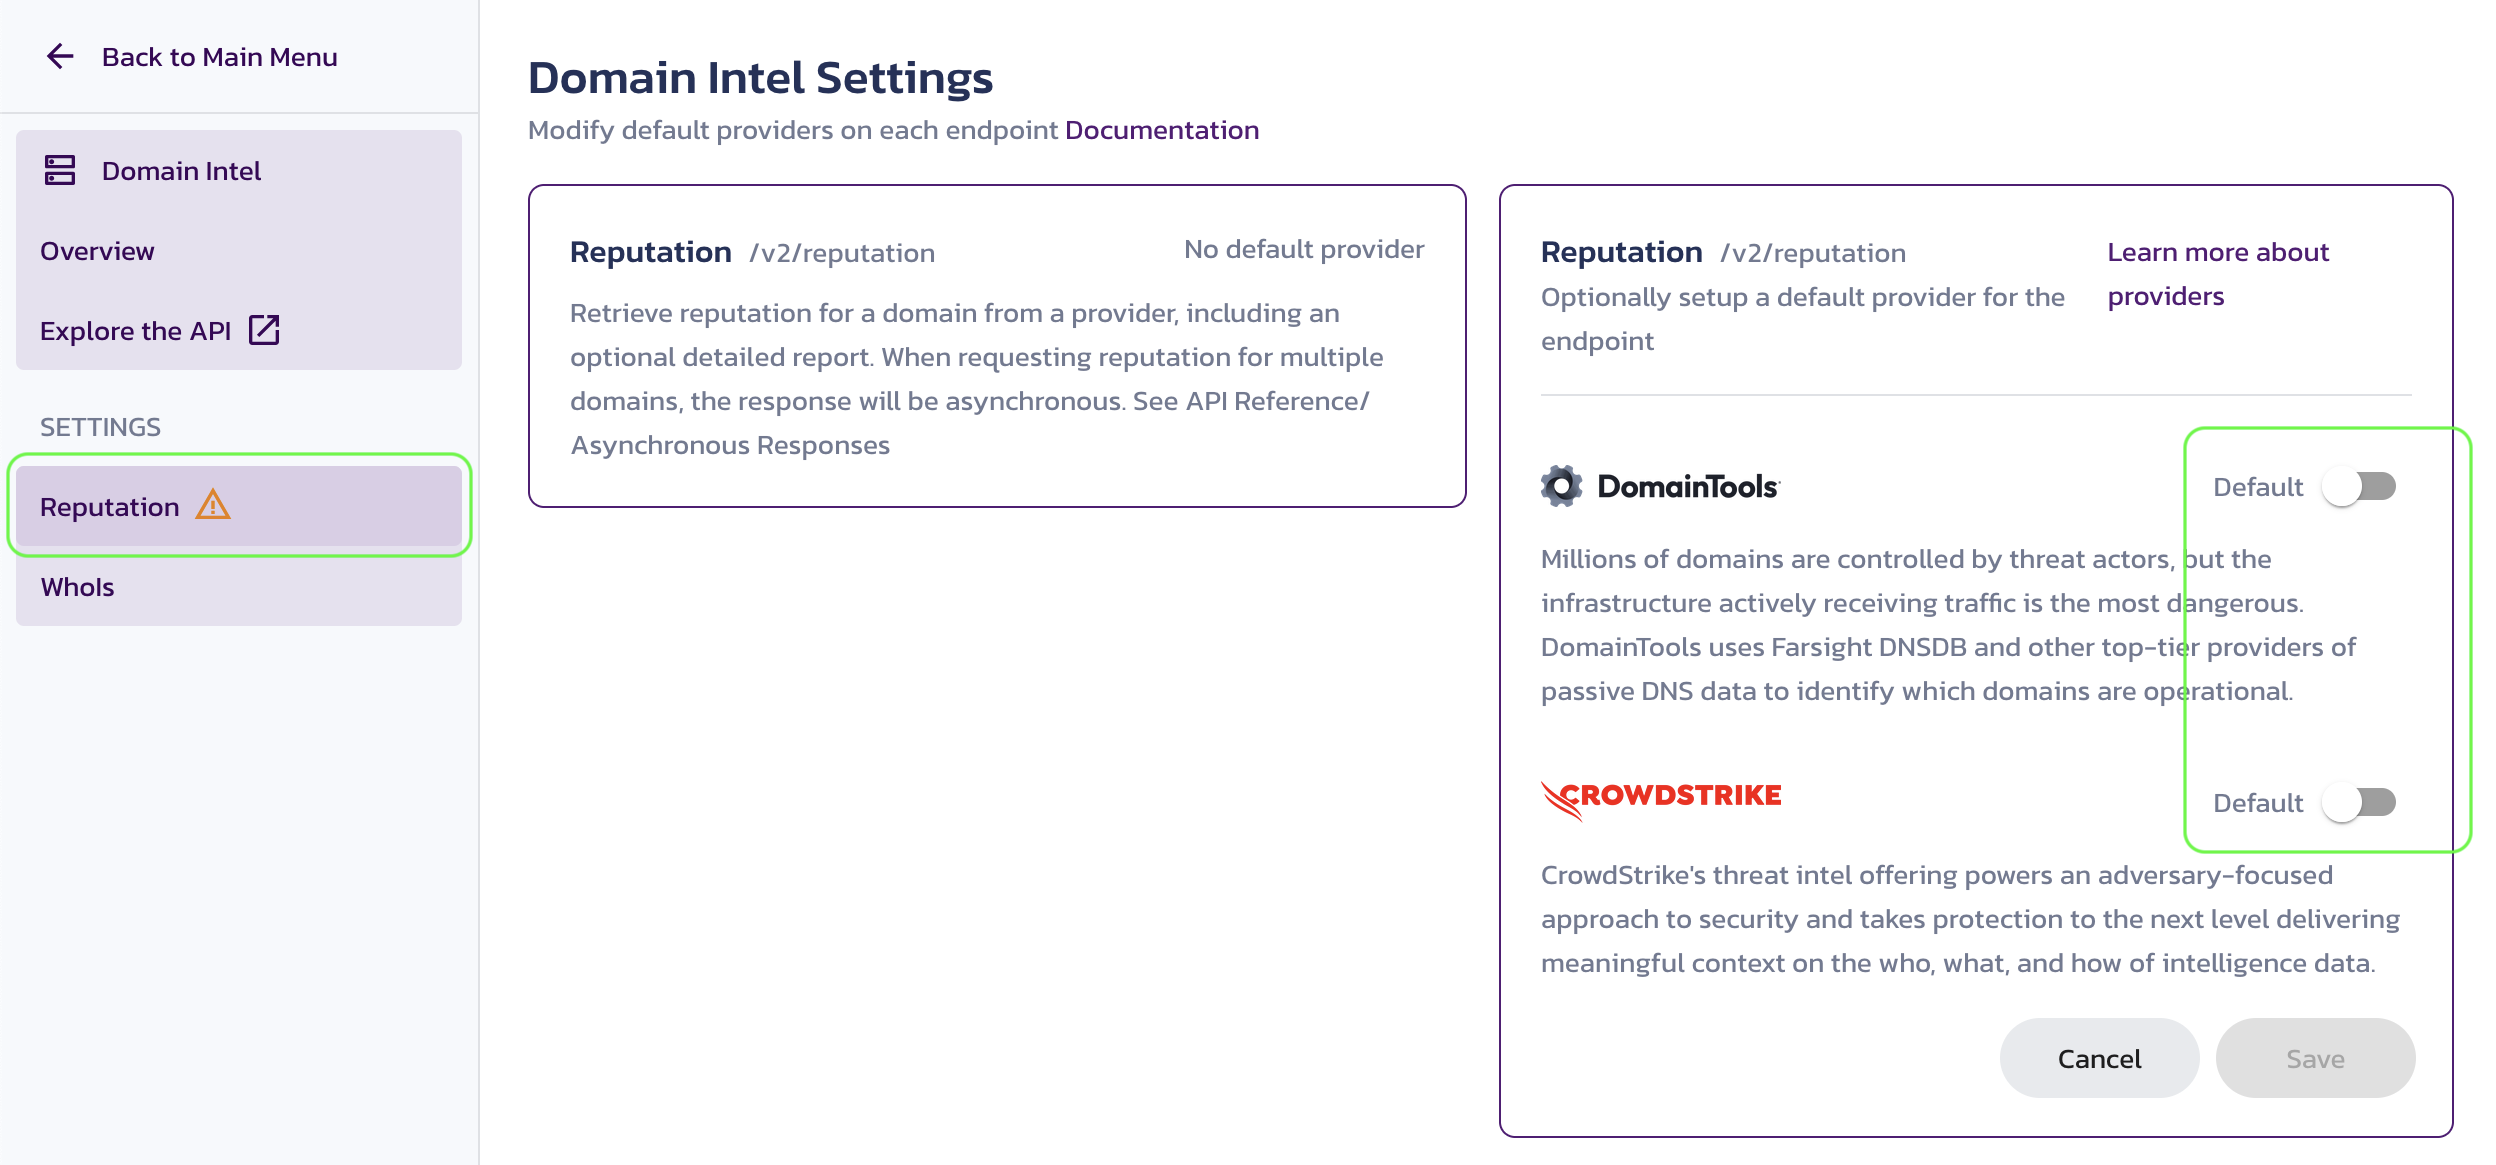 Back to Main Menu
Domain Intel
Overview
Explore the API
SETTINGS
Reputation
WhoIs
Domain Intel Settings
Modify default providers on each endpoint Documentation
Reputation /v2/reputation No default provider
Retrieve reputation for a domain from a provider, including an
optional detailed report. When requesting reputation for multiple
domains, the response will be asynchronous. See API Reference/
Asynchronous Responses
Reputation /v2/reputation
Optionally setup a default provider for the
endpoint
Learn more about
providers
DomainTools Default
Millions of domains are controlled by threat actors, but the
infrastructure actively receiving traffic is the most dangerous.
DomainTools uses Farsight DNSDB and other top-tier providers of
passive DNS data to identify which domains are operational.
CROWDSTRIKE Default
CrowdStrike's threat intel offering powers an adversary-focused
approach to security and takes protection to the next level delivering
meaningful context on the who, what, and how of intelligence data.
Cancel Save